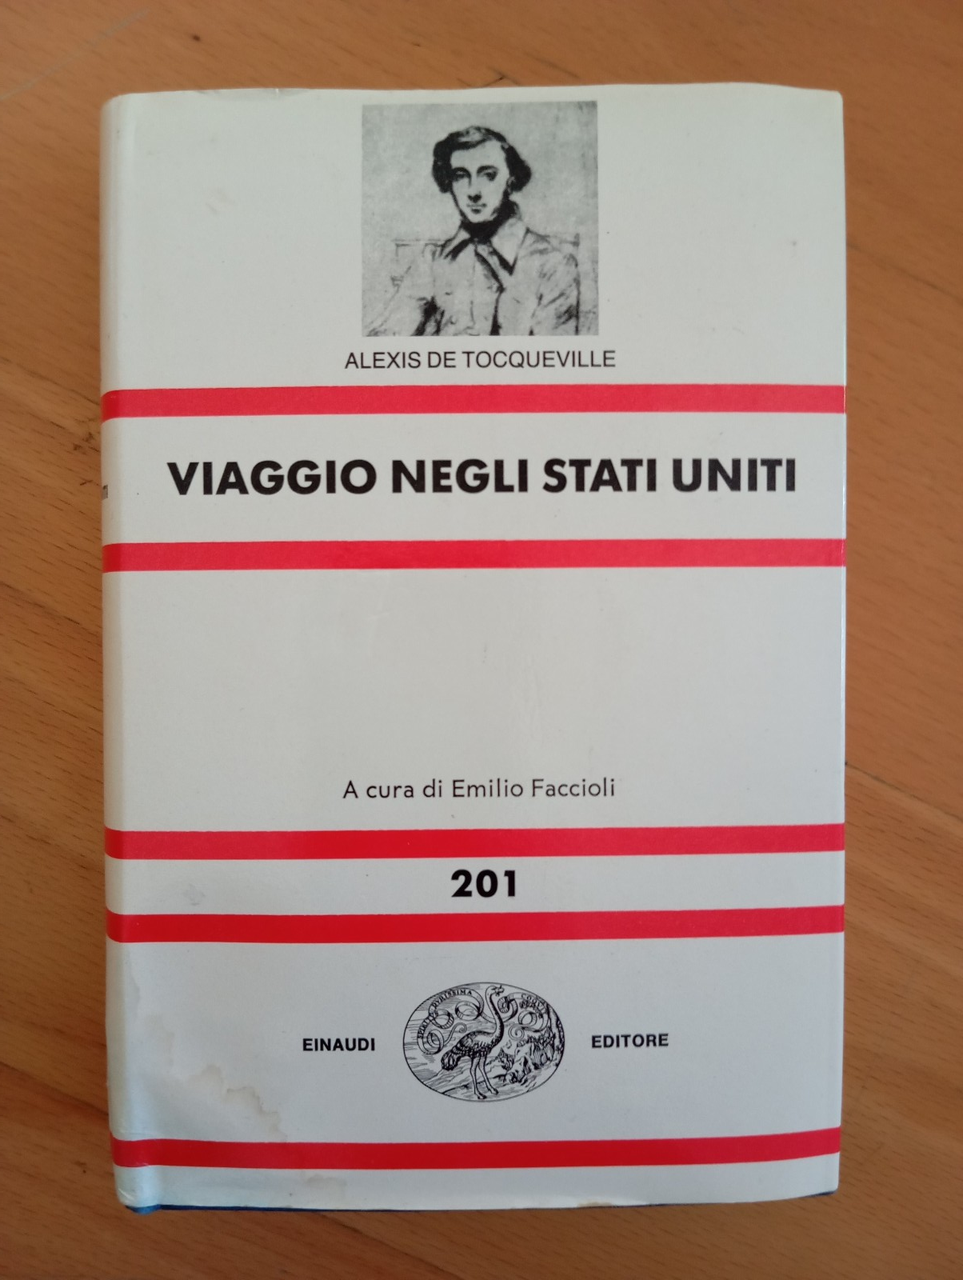 ALEXIS DE TOCQUEVILLE
VIAGGIO NEGLI STATI UNITI
A cura di Emilio Faccioli
201
EINAUDI
EDITORE